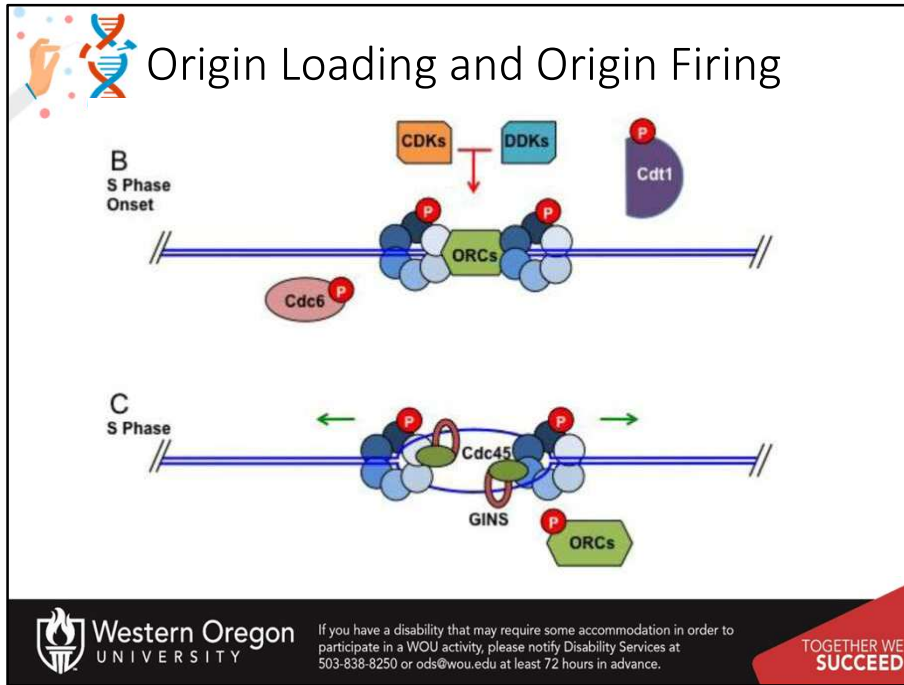 Origin Loading and Origin Firing
B
S Phase
Onset
CDKs
DDKs
P
Cdt1
P
P
ORCs
Cdc6
P
C
S Phase
P
P
Cdc45
GINS
P
ORCs
Western Oregon
UNIVERSITY
If you have a disability that may require some accommodation in order to
participate in a WOU activity, please notify Disability Services at
503-838-8250 or ods@wou.edu at least 72 hours in advance.
TOGETHER WE
SUCCEED